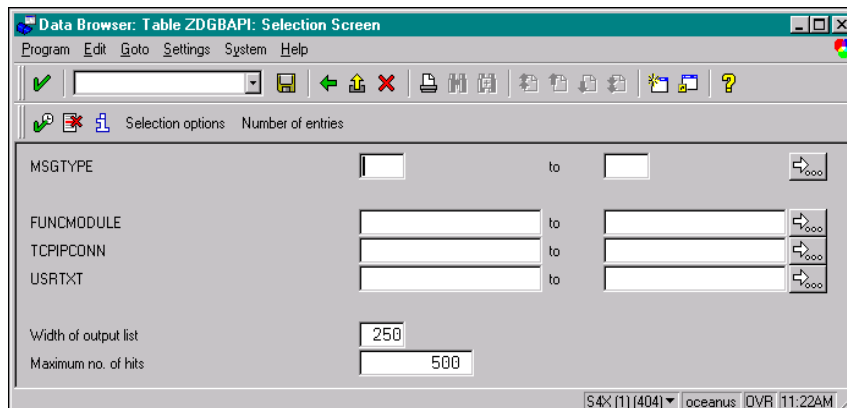 Data Browser: Table ZDGBAPI: Selection Screen
Program Edit Goto Settings System Help
Selection options Number of entries
MSGTYPE to
FUNCMODULE to
TCPIPCONN to
USRTXT to
Width of output list 250
Maximum no. of hits 500
S4X (1) (404) oceanus OVR 11:22AM